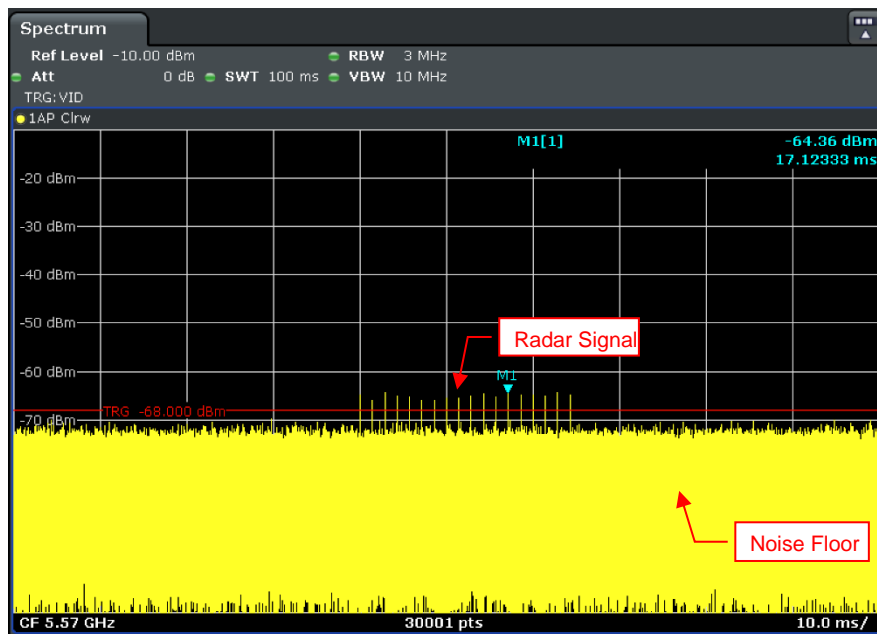 Spectrum
Ref Level -10.00 dBm RBW 3 MHz
Att 0 dB SWT 100 ms VBW 10 MHz
TRG:VID
1AP Clrw
M1[1] -64.36 dBm
17.12333 ms
-20 dBm
-30 dBm
-40 dBm
-50 dBm
Radar Signal
-60 dBm
M1
TRG -68.000 dBm
-70 dBm
Noise Floor
CF 5.57 GHz 30001 pts 10.0 ms/